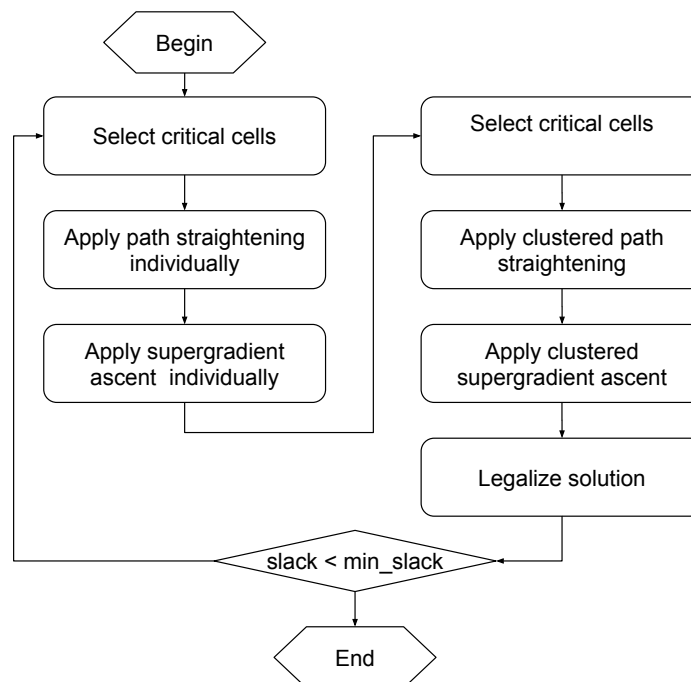 Begin
Select critical cells
Apply path straightening
individually
Apply supergradient
ascent individually
Select critical cells
Apply clustered path
straightening
Apply clustered
supergradient ascent
Legalize solution
slack < min_slack
End